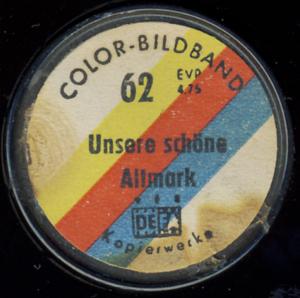 COLOR-BILDBAND
62 EVP
4,75
Unsere schöne
Altmark
DEFA
Kopierwerke